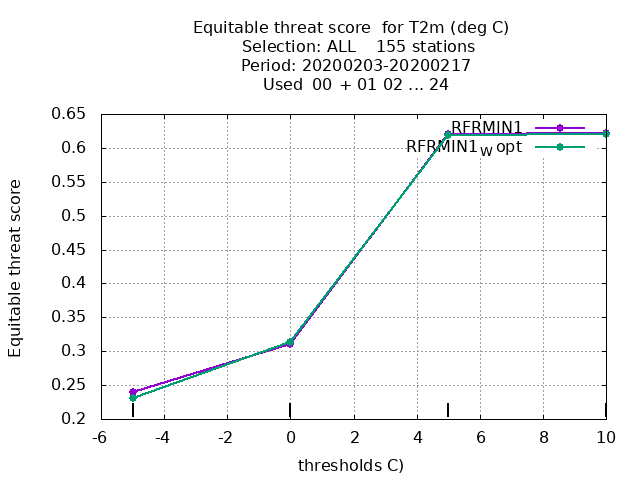 Equitable threat score for T2m (deg C)
Selection: ALL 155 stations
Period: 20200203-20200217
Used 00 + 01 02 ... 24
RFRMIN1
RFRMIN1W opt
Equitable threat score
0.65
0.6
0.55
0.5
0.45
0.4
0.35
0.3
0.25
0.2
-6 -4 -2 0 2 4 6 8 10
thresholds C)